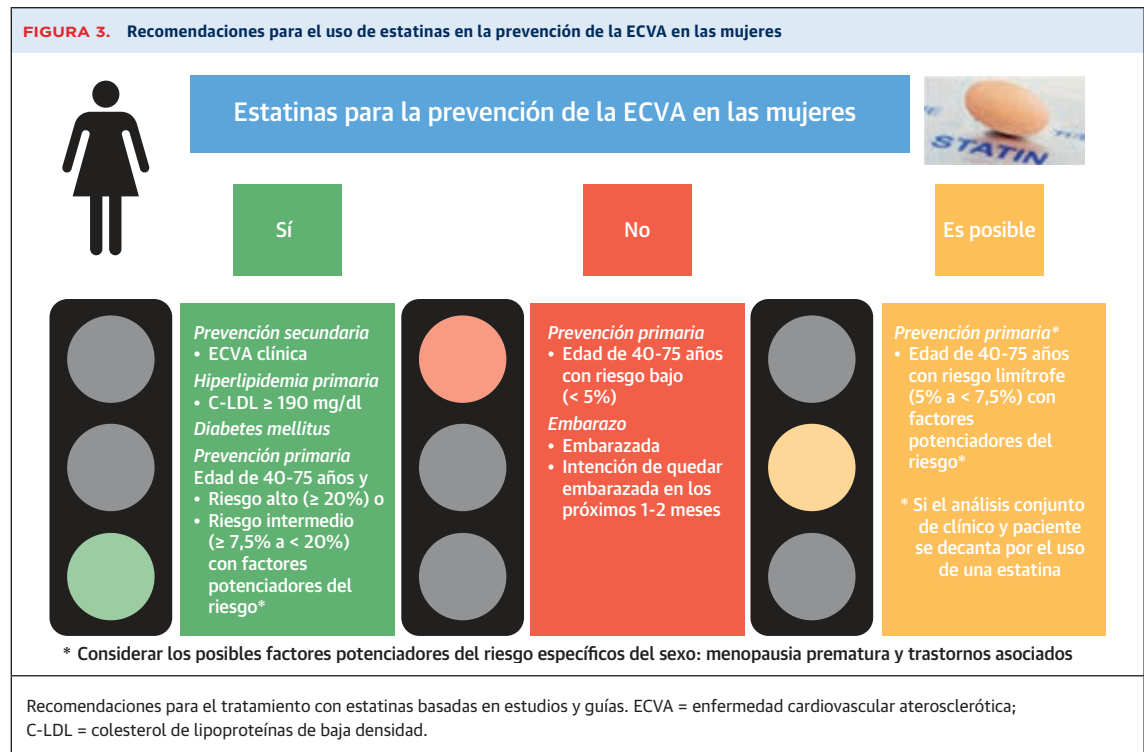 FIGURA 3. Recomendaciones para el uso de estatinas en la prevención de la ECVA en las mujeres
Estatinas para la prevención de la ECVA en las mujeres
STATIN
Sí
Prevención secundaria
• ECVA clínica
Hiperlipidemia primaria
• C-LDL ≥ 190 mg/dl
Diabetes mellitus
Prevención primaria
Edad de 40-75 años y
• Riesgo alto (≥ 20%) o
• Riesgo intermedio
(≥ 7,5% a < 20%)
con factores
potenciadores del
riesgo*
No
Prevención primaria
• Edad de 40-75 años
con riesgo bajo
(< 5%)
Embarazo
• Embarazada
• Intención de quedar
embarazada en los
próximos 1-2 meses
Es posible
Prevención primaria*
• Edad de 40-75 años
con riesgo limítrofe
(5% a < 7,5%) con
factores
potenciadores del
riesgo*
* Si el análisis conjunto
de clínico y paciente
se decanta por el uso
de una estatina
* Considerar los posibles factores potenciadores del riesgo específicos del sexo: menopausia prematura y trastornos asociados
Recomendaciones para el tratamiento con estatinas basadas en estudios y guías. ECVA = enfermedad cardiovascular aterosclerótica;
C-LDL = colesterol de lipoproteínas de baja densidad.